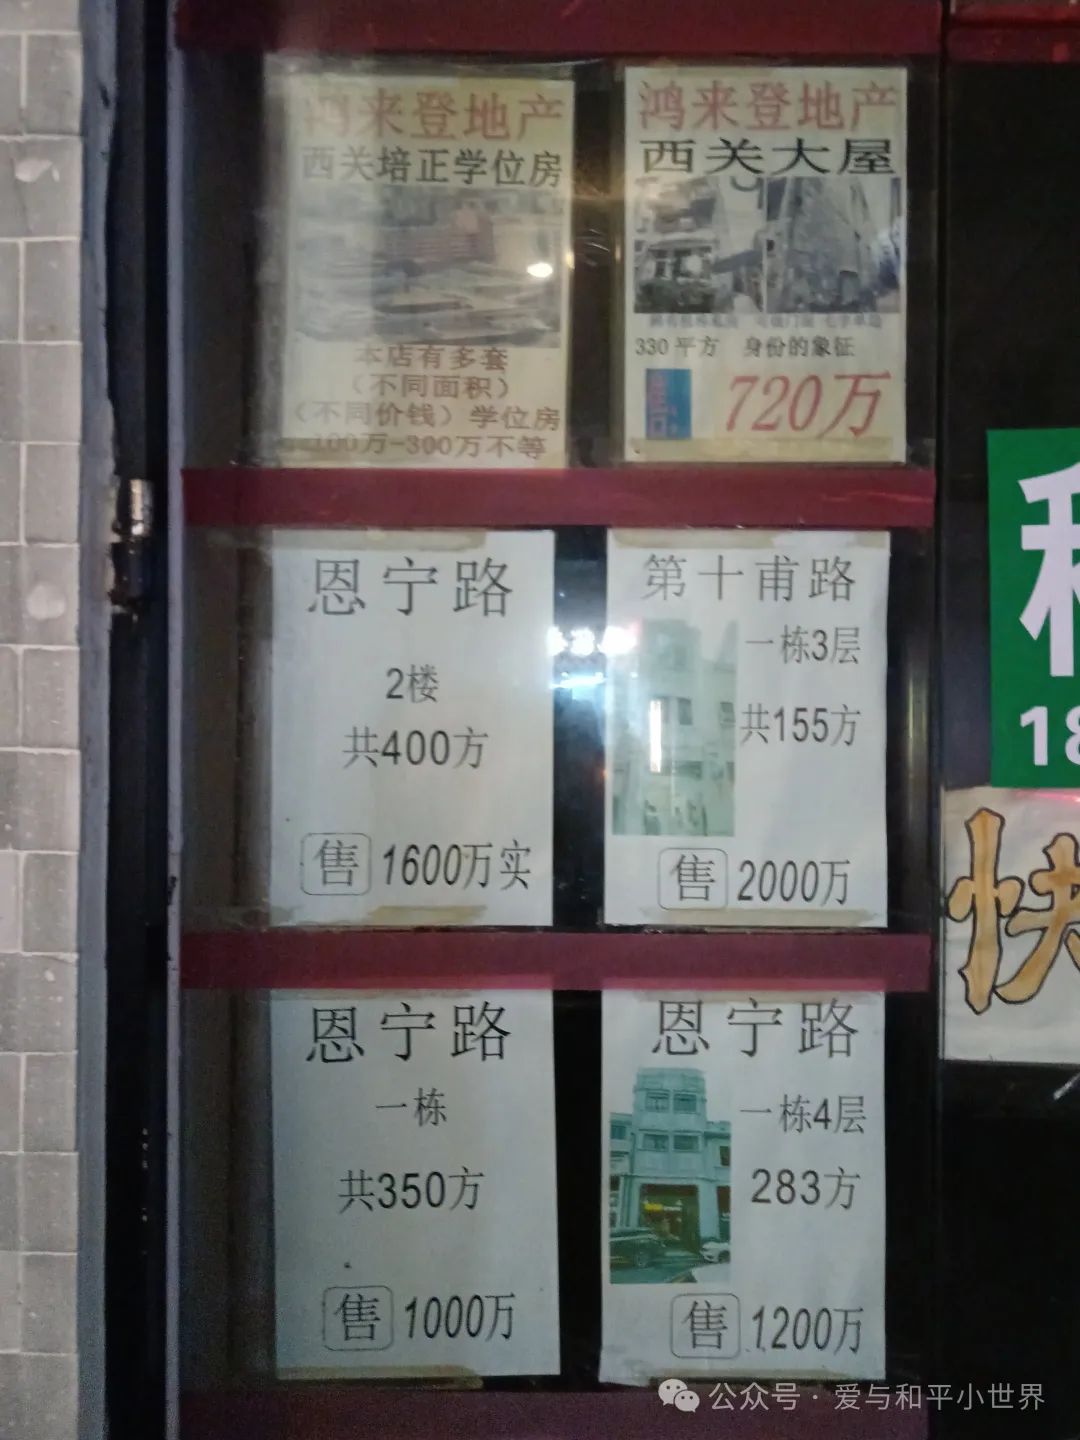 鸿来登地产
西关培正学位房
本店有多套
（不同面积）
（不同价钱）学位房
100万-300万不等
鸿来登地产
西关大屋
330平方 身份的象征
720万
恩宁路
2楼
共400方
售 1600万实
第十甫路
一栋3层
共155方
售 2000万
恩宁路
一栋
共350方
售 1000万
恩宁路
一栋4层
283方
售 1200万
18
快
公众号 · 爱与和平小世界